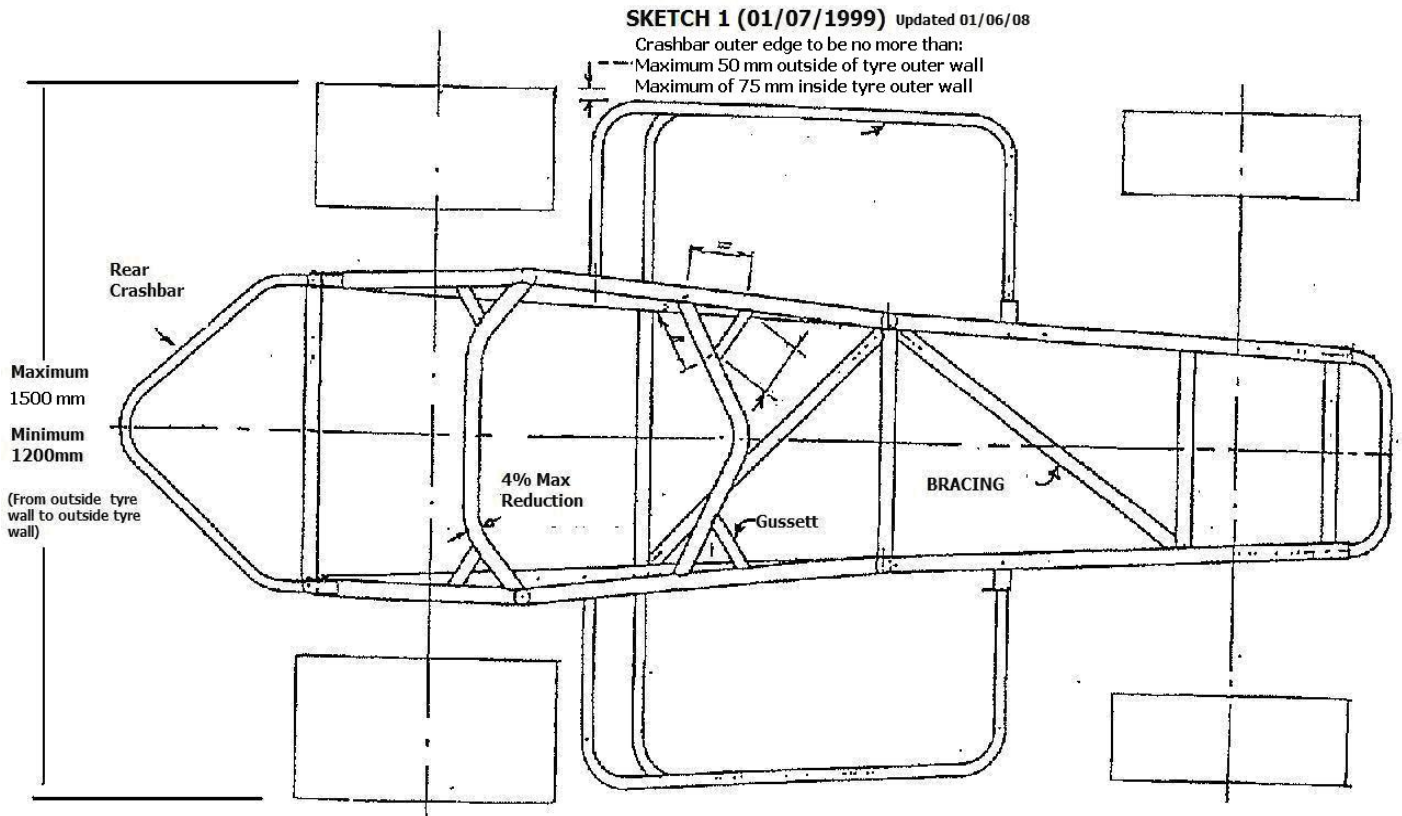 SKETCH 1 (01/07/1999) Updated 01/06/08
Crashbar outer edge to be no more than:
Maximum 50 mm outside of tyre outer wall
Maximum of 75 mm inside tyre outer wall
Rear
Crashbar
Maximum
1500 mm
Minimum
1200mm
(From outside tyre
wall to outside tyre
wall)
4% Max
Reduction
BRACING
Gussett